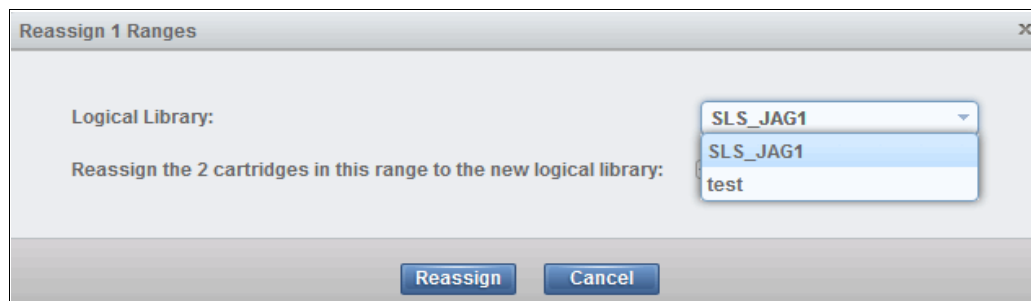 Reassign 1 Ranges x
Logical Library: SLS_JAG1
SLS_JAG1
Reassign the 2 cartridges in this range to the new logical library:
test
Reassign Cancel